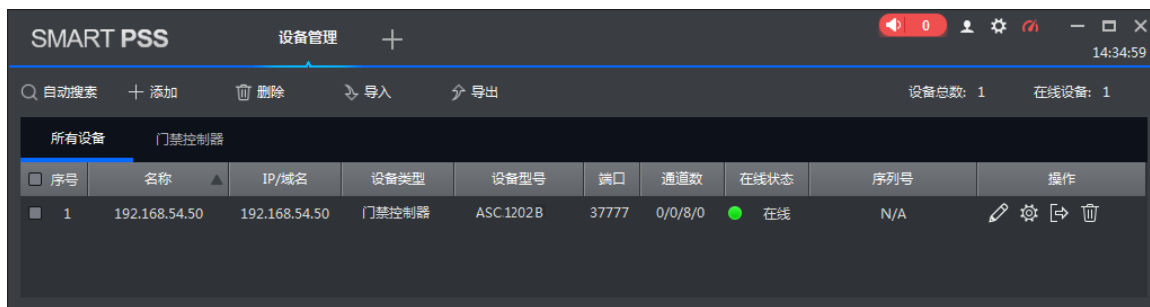 SMART PSS 设备管理 0
14:34:59
自动搜索 添加 删除 导入 导出 设备总数: 1 在线设备: 1
所有设备 门禁控制器
序号 名称 IP/域名 设备类型 设备型号 端口 通道数 在线状态 序列号 操作
1 192.168.54.50 192.168.54.50 门禁控制器 ASC1202B 37777 0/0/8/0 在线 N/A